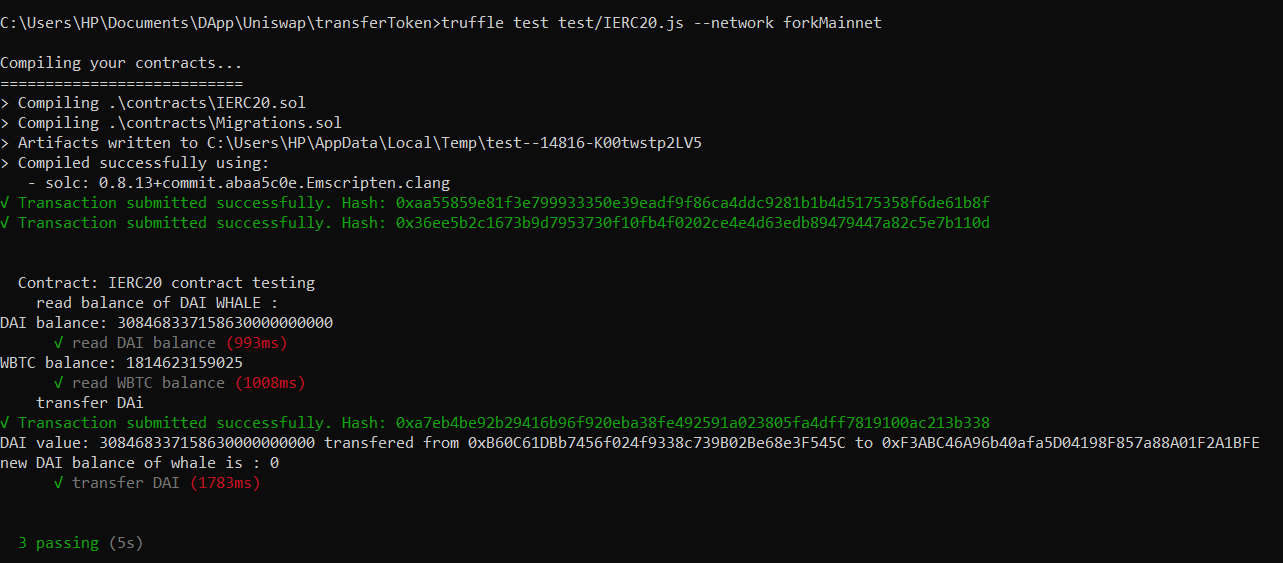 C:\Users\HP\Documents\DApp\Uniswap\transferToken>truffle test test/IERC20.js --network forkMainnet
Compiling your contracts...
===========================
> Compiling .\contracts\IERC20.sol
> Compiling .\contracts\Migrations.sol
> Artifacts written to C:\Users\HP\AppData\Local\Temp\test--14816-K00twstp2LV5
> Compiled successfully using:
   - solc: 0.8.13+commit.abaa5c0e.Emscripten.clang
√ Transaction submitted successfully. Hash: 0xaa55859e81f3e799933350e39eadf9f86ca4ddc9281b1b4d5175358f6de61b8f
√ Transaction submitted successfully. Hash: 0x36ee5b2c1673b9d7953730f10fb4f0202ce4e4d63edb89479447a82c5e7b110d
  Contract: IERC20 contract testing
    read balance of DAI WHALE :
DAI balance: 308468337158630000000000
      √ read DAI balance (993ms)
WBTC balance: 1814623159025
      √ read WBTC balance (1008ms)
    transfer DAi
√ Transaction submitted successfully. Hash: 0xa7eb4be92b29416b96f920eba38fe492591a023805fa4dff7819100ac213b338
DAI value: 308468337158630000000000 transfered from 0xB60C61DBb7456f024f9338c739B02Be68e3F545C to 0xF3ABC46A96b40afa5D04198F857a88A01F2A1BFE
new DAI balance of whale is : 0
      √ transfer DAI (1783ms)
  3 passing (5s)